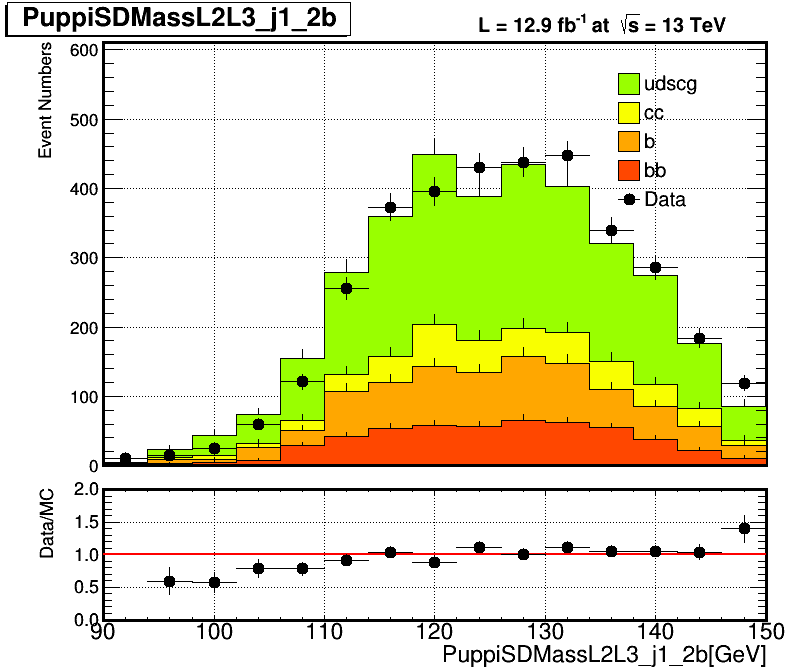 PuppiSDMassL2L3_j1_2b
L = 12.9 fb-1 at √s = 13 TeV
Event Numbers
600
500
400
300
200
100
0
udscg
cc
b
bb
Data
Data/MC
2.0
1.5
1.0
0.5
0.0
90 100 110 120 130 140 150
PuppiSDMassL2L3_j1_2b[GeV]